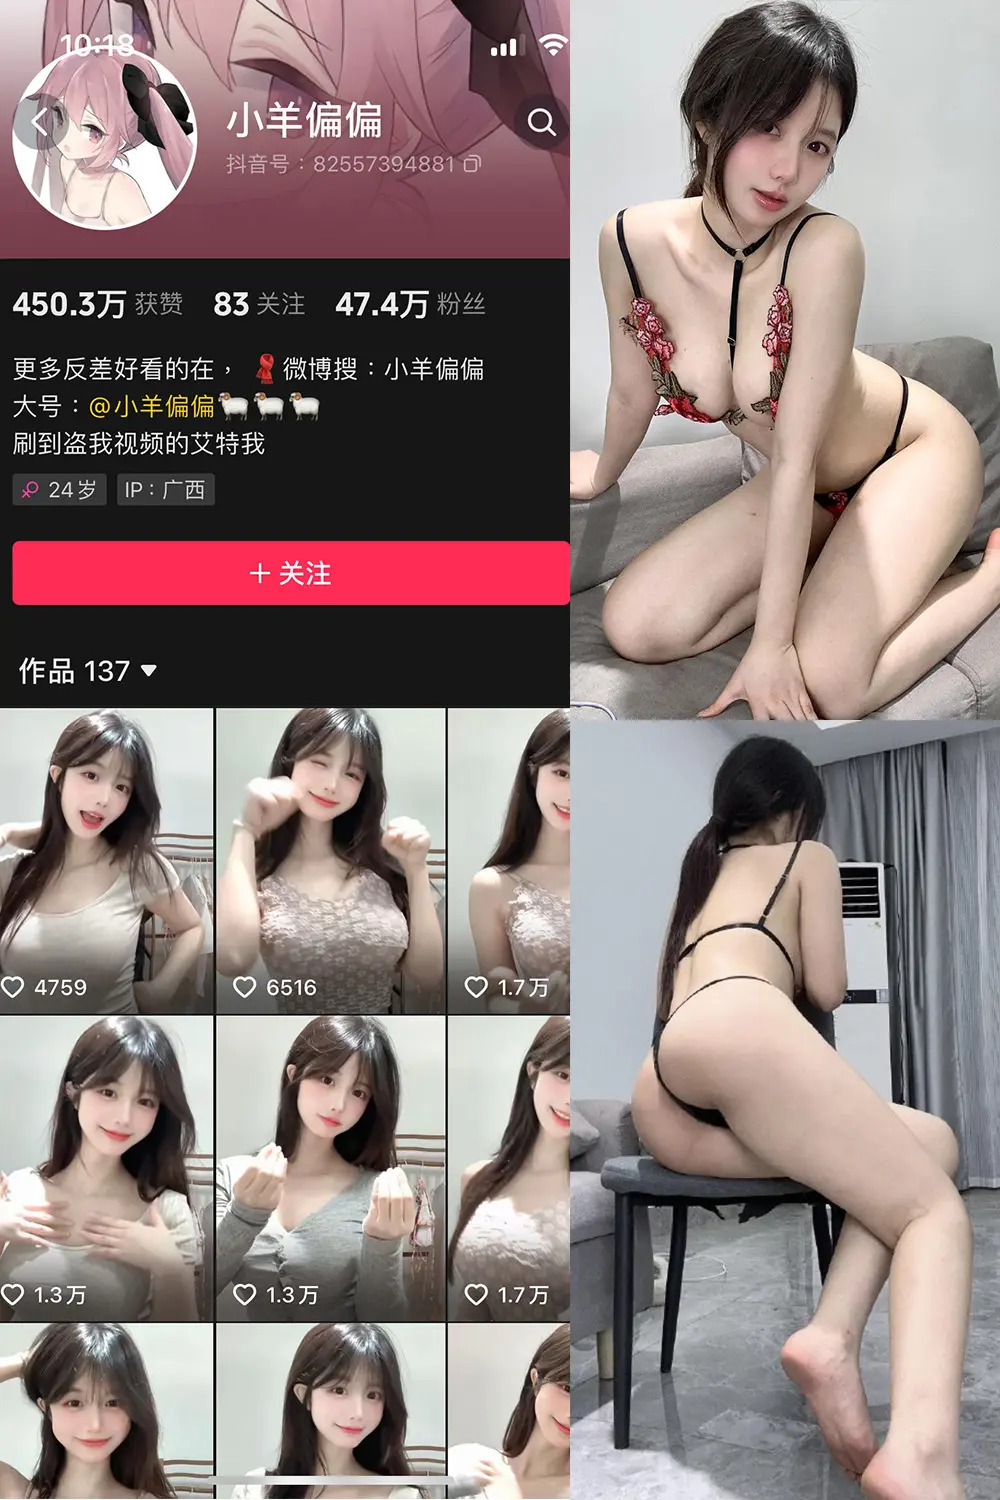 10:18
小羊偏偏
抖音号：82557394881
450.3万 获赞 83 关注 47.4万 粉丝
更多反差好看的在， 🧣微博搜：小羊偏偏
大号：@小羊偏偏🐑🐑🐑
刷到盗我视频的艾特我
24岁 IP：广西
＋关注
作品 137
4759 6516 1.7万
1.3万 1.3万 1.7万